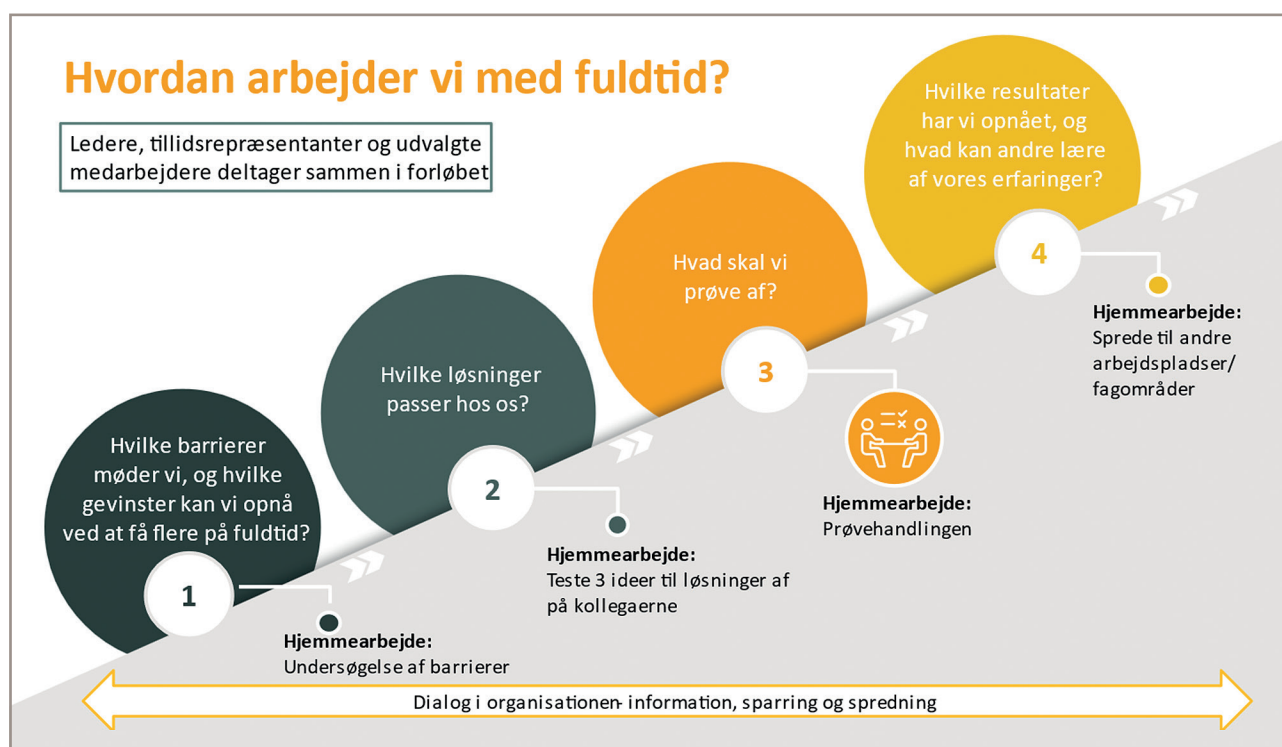 Hvordan arbejder vi med fuldtid?
Ledere, tillidsrepræsentanter og udvalgte
medarbejdere deltager sammen i forløbet
Hvilke barrierer
møder vi, og hvilke
gevinster kan vi opnå
ved at få flere på fuldtid?
1
Hjemmearbejde:
Undersøgelse af barrierer
Hvilke løsninger
passer hos os?
2
Hjemmearbejde:
Teste 3 ideer til løsninger af
på kollegaerne
Hvad skal vi
prøve af?
3
Hjemmearbejde:
Prøvehandlingen
Hvilke resultater
har vi opnået, og
hvad kan andre lære
af vores erfaringer?
4
Hjemmearbejde:
Sprede til andre
arbejdspladser/
fagområder
Dialog i organisationen- information, sparring og spredning